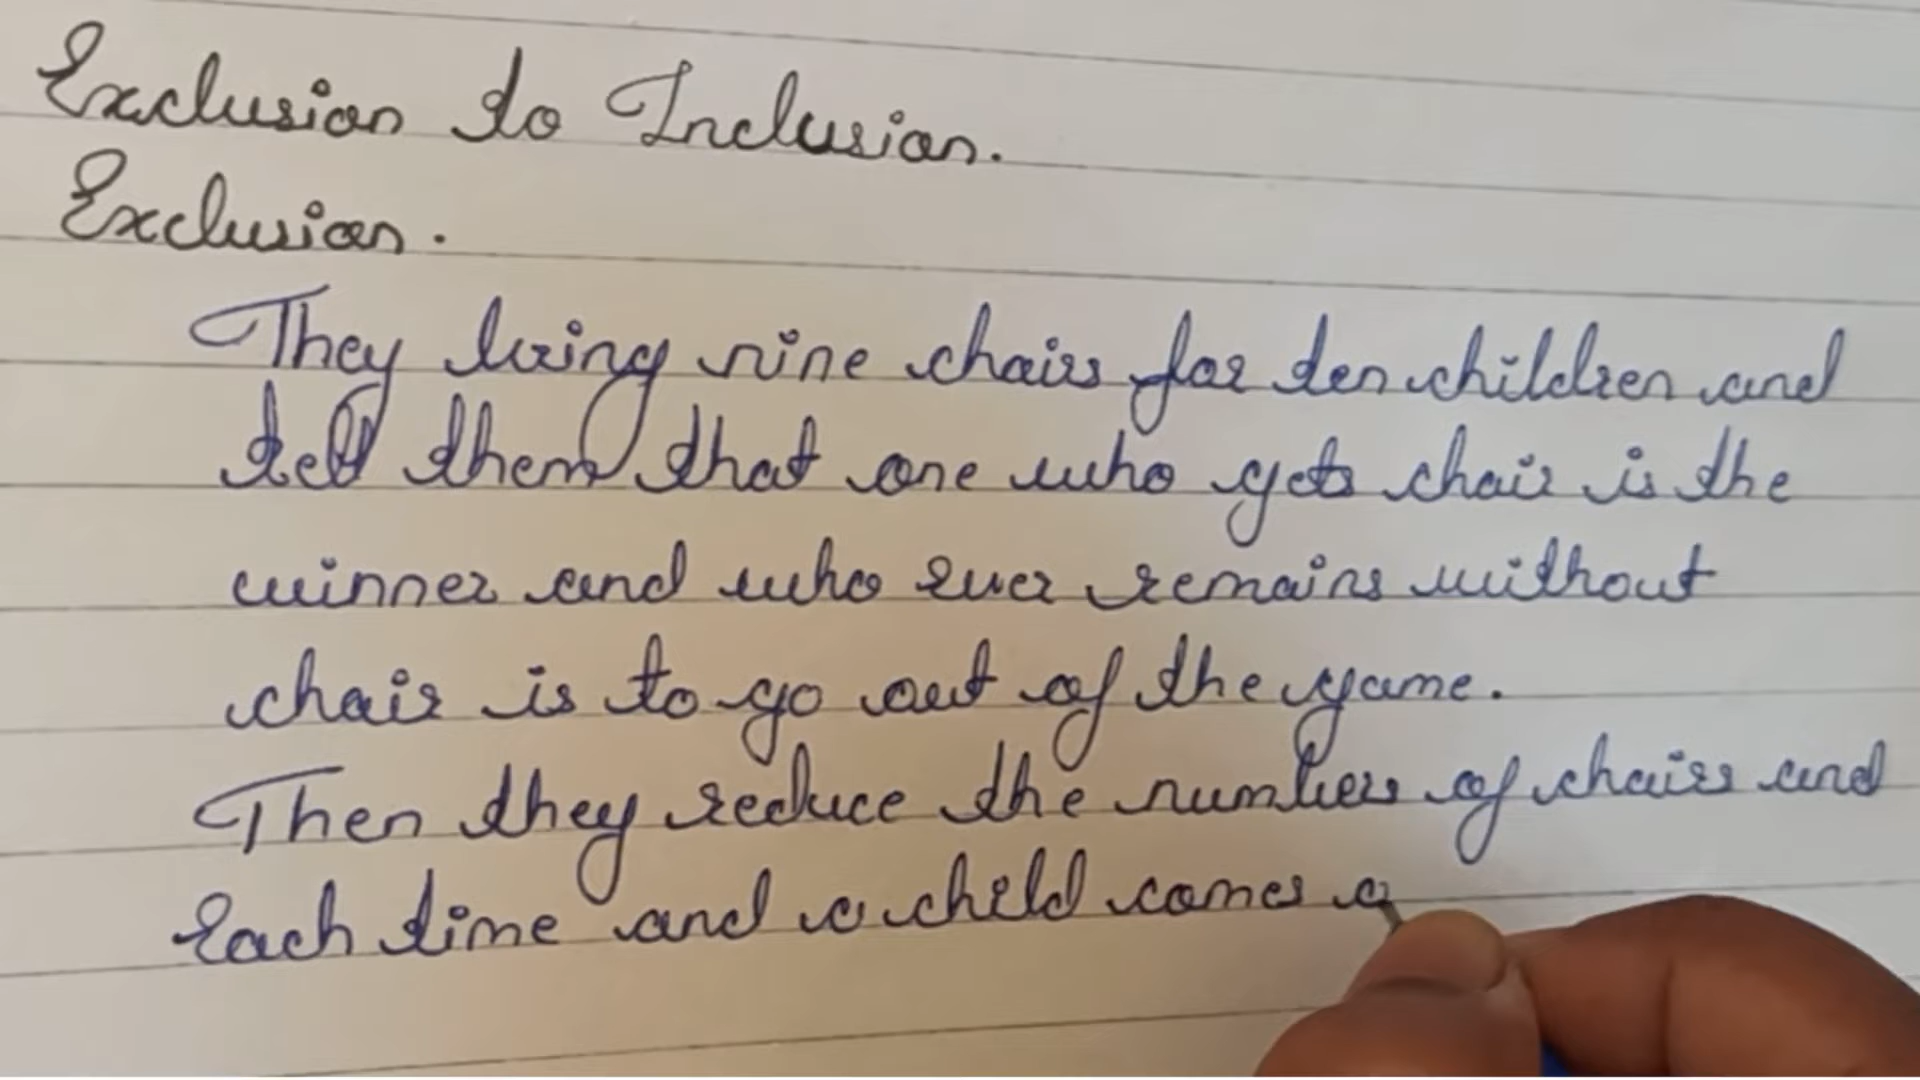 Exclusion to Inclusion.
Exclusion.
They bring nine chairs for ten children and
tell them that one who gets chair is the
winner and who ever remains without
chair is to go out of the game.
Then they reduce the numbers of chairs and
Each time and a child comes o